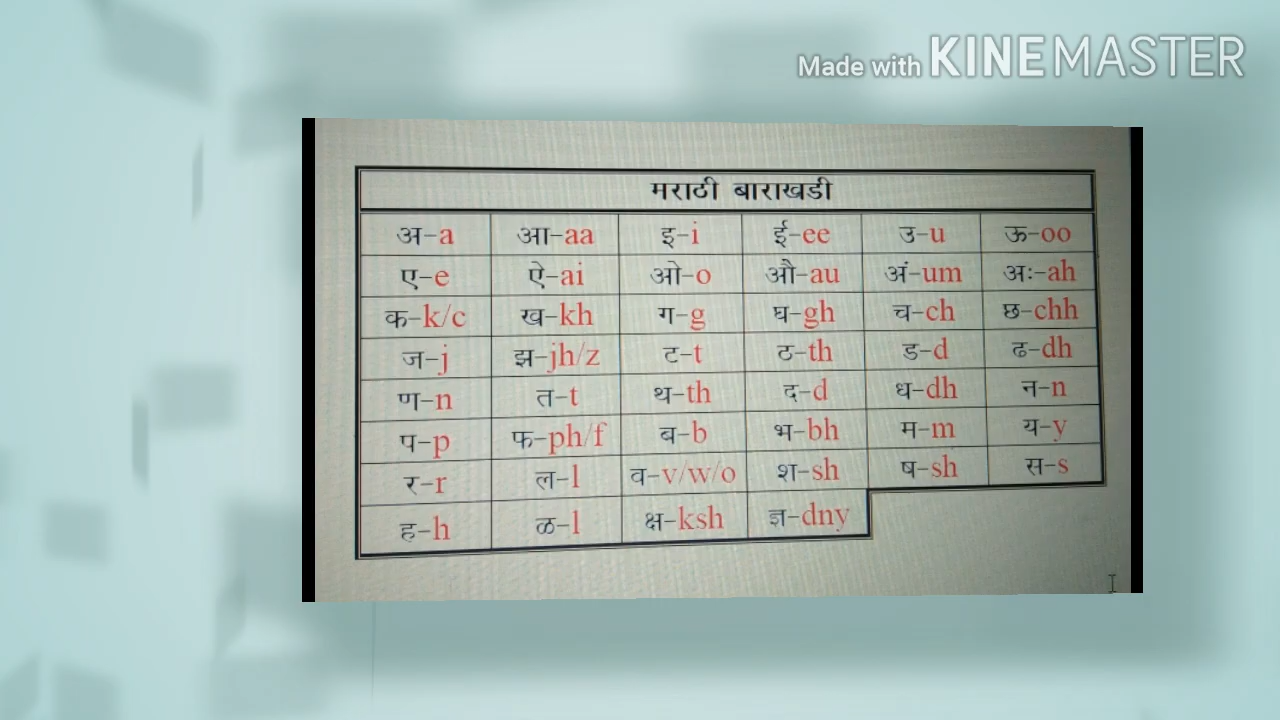 Made with KINEMASTER
मराठी बाराखडी
अ-a आ-aa इ-i ई-ee उ-u ऊ-oo
ए-e ऐ-ai ओ-o औ-au अं-um अः-ah
क-k/c ख-kh ग-g घ-gh च-ch छ-chh
ज-j झ-jh/z ट-t ठ-th ड-d ढ-dh
ण-n त-t थ-th द-d ध-dh न-n
प-p फ-ph/f ब-b भ-bh म-m य-y
र-r ल-l व-v/w/o श-sh ष-sh स-s
ह-h ळ-l क्ष-ksh ज्ञ-dny